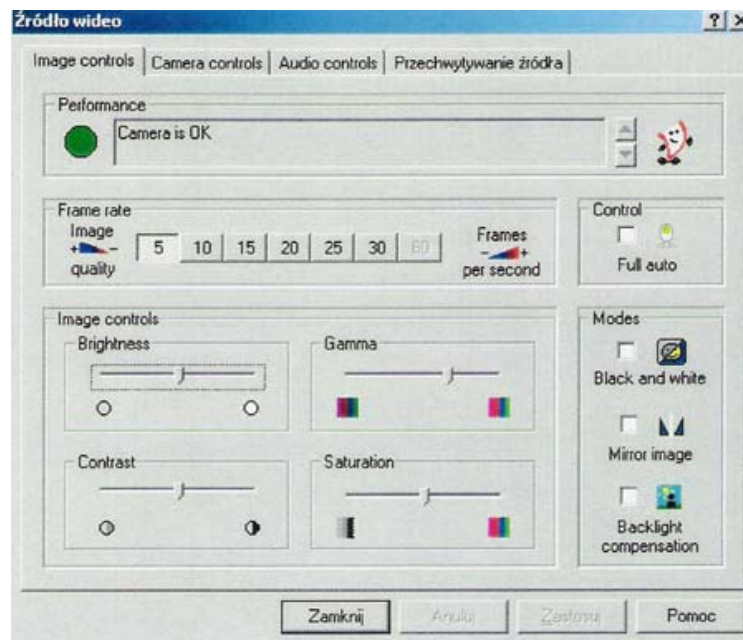 Źródło wideo
Image controls
Camera controls
Audio controls
Przechwytywanie źródła
Performance
Camera is OK
Frame rate
Image
quality
5 10 15 20 25 30 60
Frames
per second
Control
Full auto
Image controls
Brightness
Gamma
Contrast
Saturation
Modes
Black and white
Mirror image
Backlight
compensation
Zamknij
Anuluj
Zastosuj
Pomoc